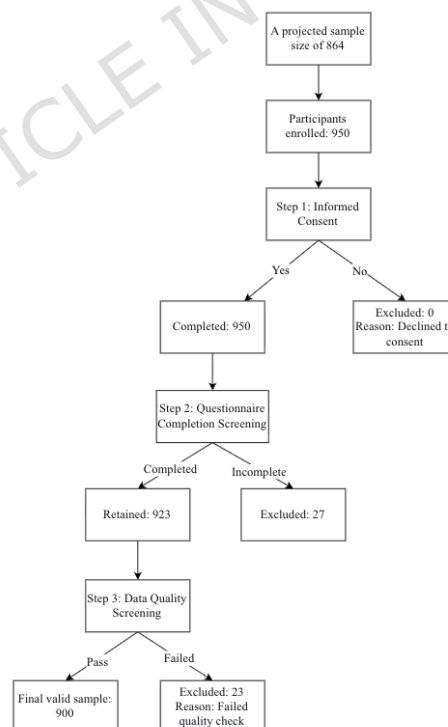 ICLE IN
A projected sample
size of 864
Participants
enrolled: 950
Step 1: Informed
Consent
Yes
No
Completed: 950
Excluded: 0
Reason: Declined t
consent
Step 2: Questionnaire
Completion Screening
Completed
Incomplete
Retained: 923
Excluded: 27
Step 3: Data Quality
Screening
Pass
Failed
Final valid sample:
900
Excluded: 23
Reason: Failed
quality check